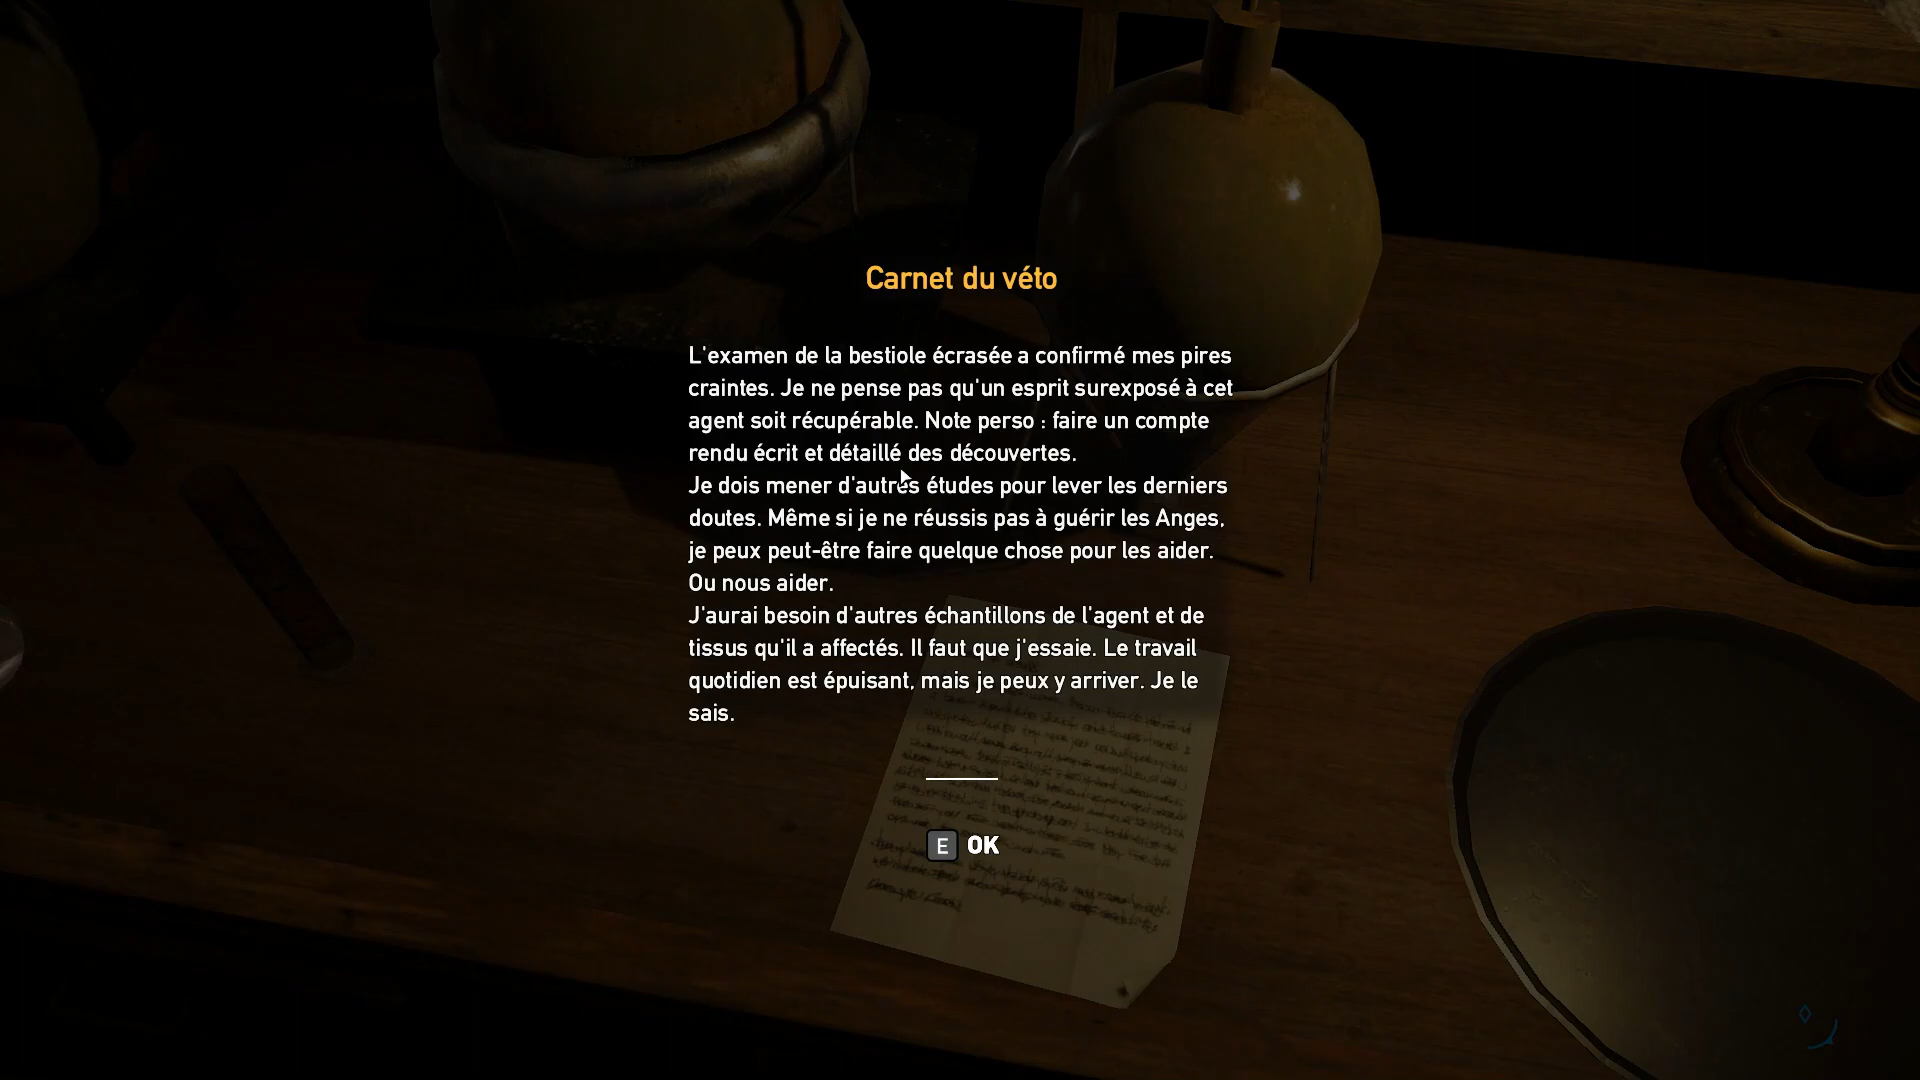 Carnet du véto
L'examen de la bestiole écrasée a confirmé mes pires
craintes. Je ne pense pas qu'un esprit surexposé à cet
agent soit récupérable. Note perso : faire un compte
rendu écrit et détaillé des découvertes.
Je dois mener d'autres études pour lever les derniers
doutes. Même si je ne réussis pas à guérir les Anges,
je peux peut-être faire quelque chose pour les aider.
Ou nous aider.
J'aurai besoin d'autres échantillons de l'agent et de
tissus qu'il a affectés. Il faut que j'essaie. Le travail
quotidien est épuisant, mais je peux y arriver. Je le
sais.
E OK